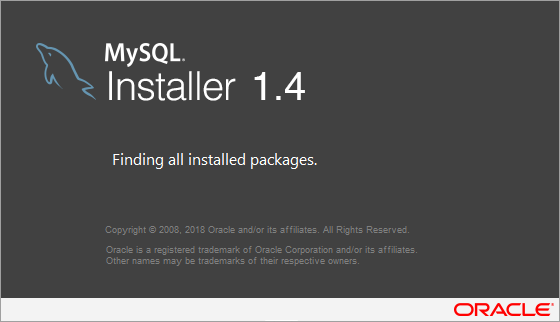 MySQL®
Installer 1.4
Finding all installed packages.
Copyright © 2008, 2018 Oracle and/or its affiliates. All Rights Reserved.
Oracle is a registered trademark of Oracle Corporation and/or its affiliates.
Other names may be trademarks of their respective owners.
ORACLE®